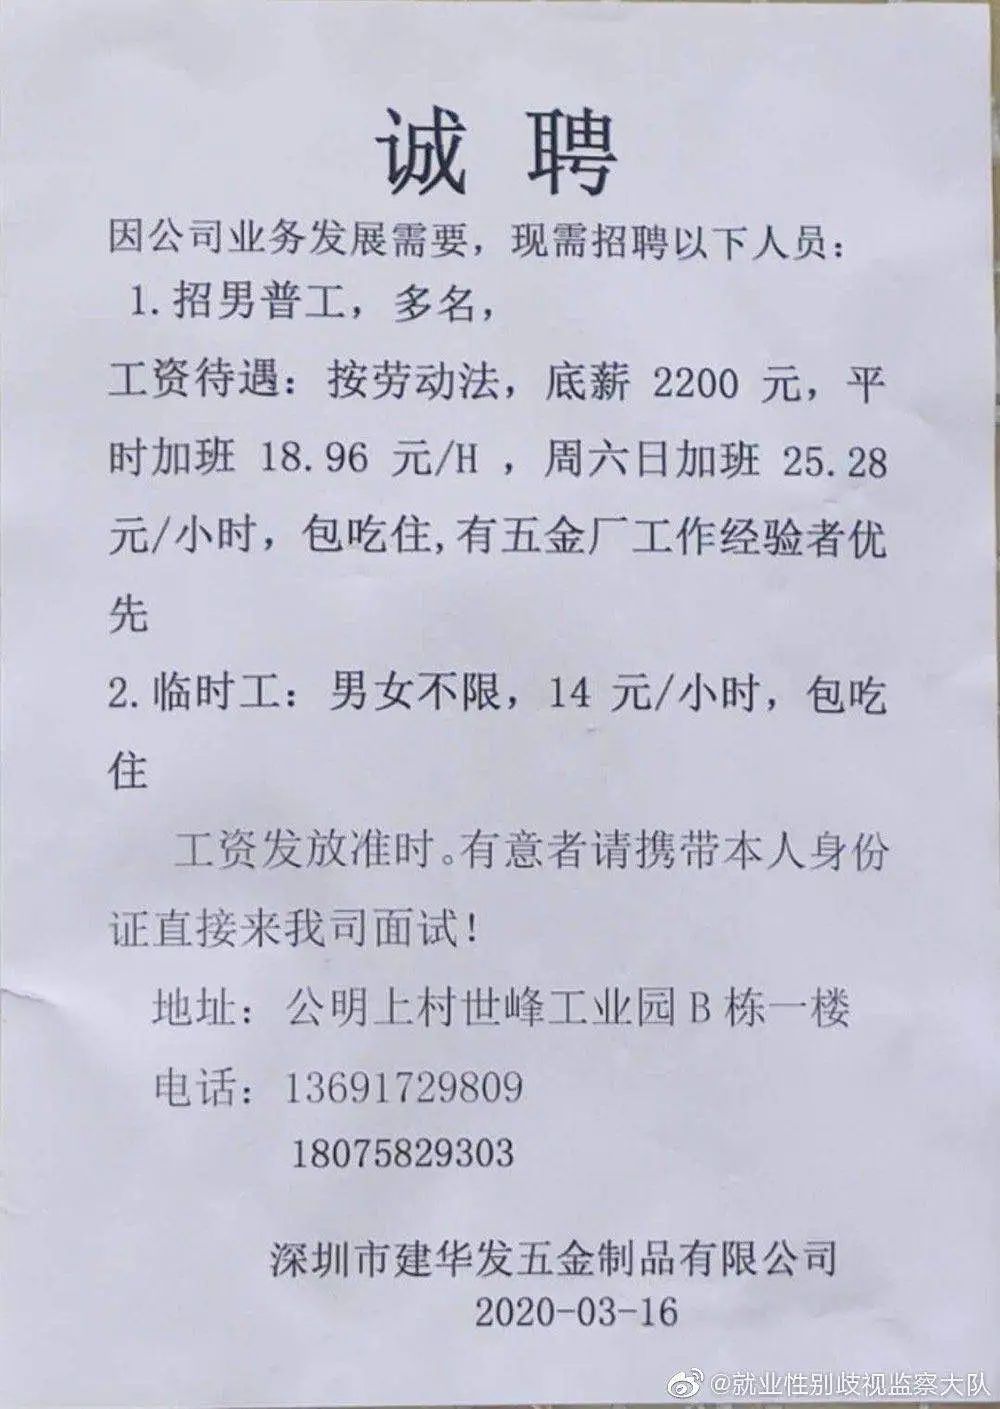 诚 聘
因公司业务发展需要，现需招聘以下人员：
1.招男普工，多名，
工资待遇：按劳动法，底薪 2200 元，平
时加班 18.96 元/H ，周六日加班 25.28
元/小时，包吃住,有五金厂工作经验者优
先
2.临时工：男女不限，14 元/小时，包吃
住
工资发放准时。有意者请携带本人身份
证直接来我司面试！
地址：公明上村世峰工业园B 栋一楼
电话：13691729809
18075829303
深圳市建华发五金制品有限公司
2020-03-16
@就业性别歧视监察大队